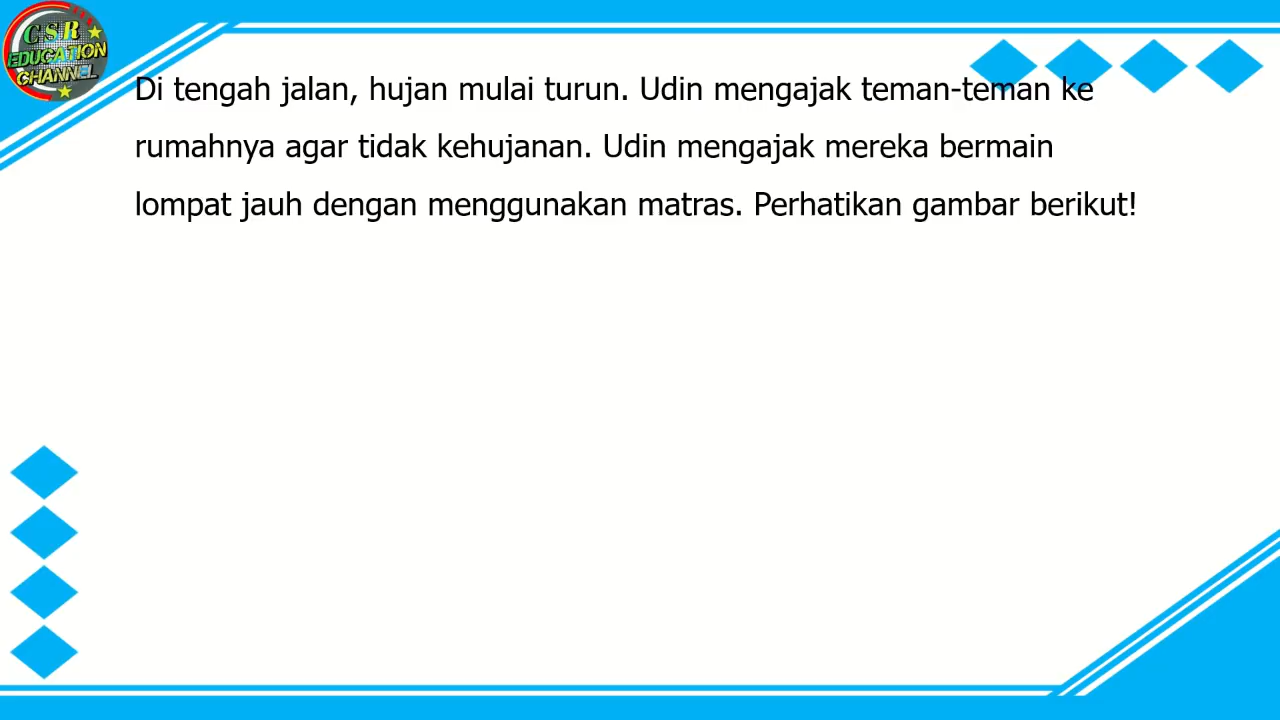 CSR
EDUCATION
CHANNEL
Di tengah jalan, hujan mulai turun. Udin mengajak teman-teman ke
rumahnya agar tidak kehujanan. Udin mengajak mereka bermain
lompat jauh dengan menggunakan matras. Perhatikan gambar berikut!